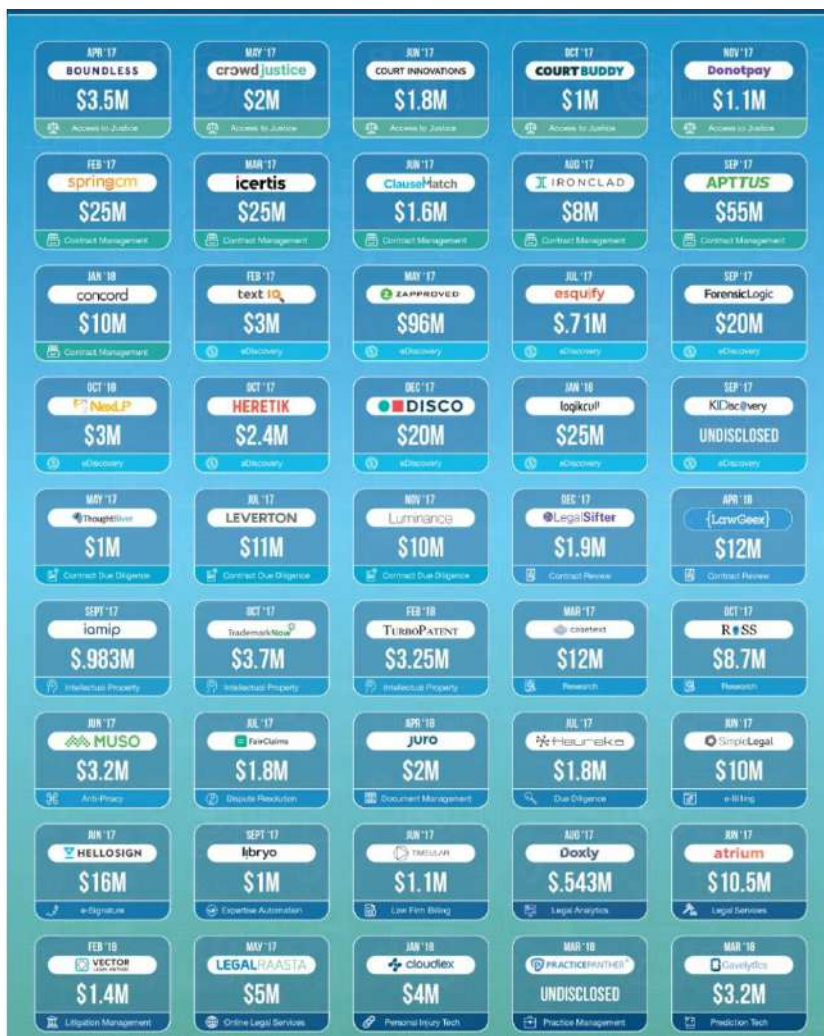 APR '17
BOUNDLESS
$3.5M
Access to Justice
MAY '17
crowdjustice
$2M
Access to Justice
JUN '17
COURT INNOVATIONS
$1.8M
Access to Justice
OCT '17
COURTBUDDY
$1M
Access to Justice
NOV '17
Donotpay
$1.1M
Access to Justice
FEB '17
springcm
$25M
Contract Management
MAR '17
icertis
$25M
Contract Management
JUN '17
ClauseMatch
$1.6M
Contract Management
AUG '17
IRONCLAD
$8M
Contract Management
SEP '17
APTTUS
$55M
Contract Management
JAN '18
concord
$10M
Contract Management
FEB '17
text IQ
$3M
eDiscovery
MAY '17
ZAPPROVED
$96M
eDiscovery
JUL '17
esquify
$.71M
eDiscovery
SEP '17
ForensicLogic
$20M
eDiscovery
OCT '18
NexLP
$3M
eDiscovery
OCT '17
HERETIK
$2.4M
eDiscovery
DEC '17
DISCO
$20M
eDiscovery
JAN '18
logikcull
$25M
eDiscovery
SEP '17
KLDiscovery
UNDISCLOSED
eDiscovery
MAY '17
ThoughtRiver
$1M
Contract Due Diligence
JUL '17
LEVERTON
$11M
Contract Due Diligence
NOV '17
Luminance
$10M
Contract Due Diligence
DEC '17
LegalSifter
$1.9M
Contract Review
APR '18
{LawGeex}
$12M
Contract Review
SEPT '17
iamip
$.983M
Intellectual Property
OCT '17
TrademarkNow
$3.7M
Intellectual Property
FEB '18
TURBOPATENT
$3.25M
Intellectual Property
MAR '17
casetext
$12M
Research
OCT '17
ROSS
$8.7M
Research
JUN '17
MUSO
$3.2M
Anti-Piracy
JUL '17
FairClaims
$1.8M
Dispute Resolution
APR '18
JURO
$2M
Document Management
JUL '17
Heureka
$1.8M
Due Diligence
JUN '17
SimpleLegal
$10M
e-Billing
JUN '17
HELLOSIGN
$16M
e-Signature
SEPT '17
libryo
$1M
Expertise Automation
JUN '17
TIMEULAR
$1.1M
Law Firm Billing
AUG '17
Doxly
$.543M
Legal Analytics
JUN '17
atrium
$10.5M
Legal Services
FEB '18
VECTOR
$1.4M
Litigation Management
MAY '17
LEGALRAASTA
$5M
Online Legal Services
JAN '18
cloudlex
$4M
Personal Injury Tech
MAR '18
PRACTICEPANTHER
UNDISCLOSED
Practice Management
MAR '18
Gavelytics
$3.2M
Prediction Tech